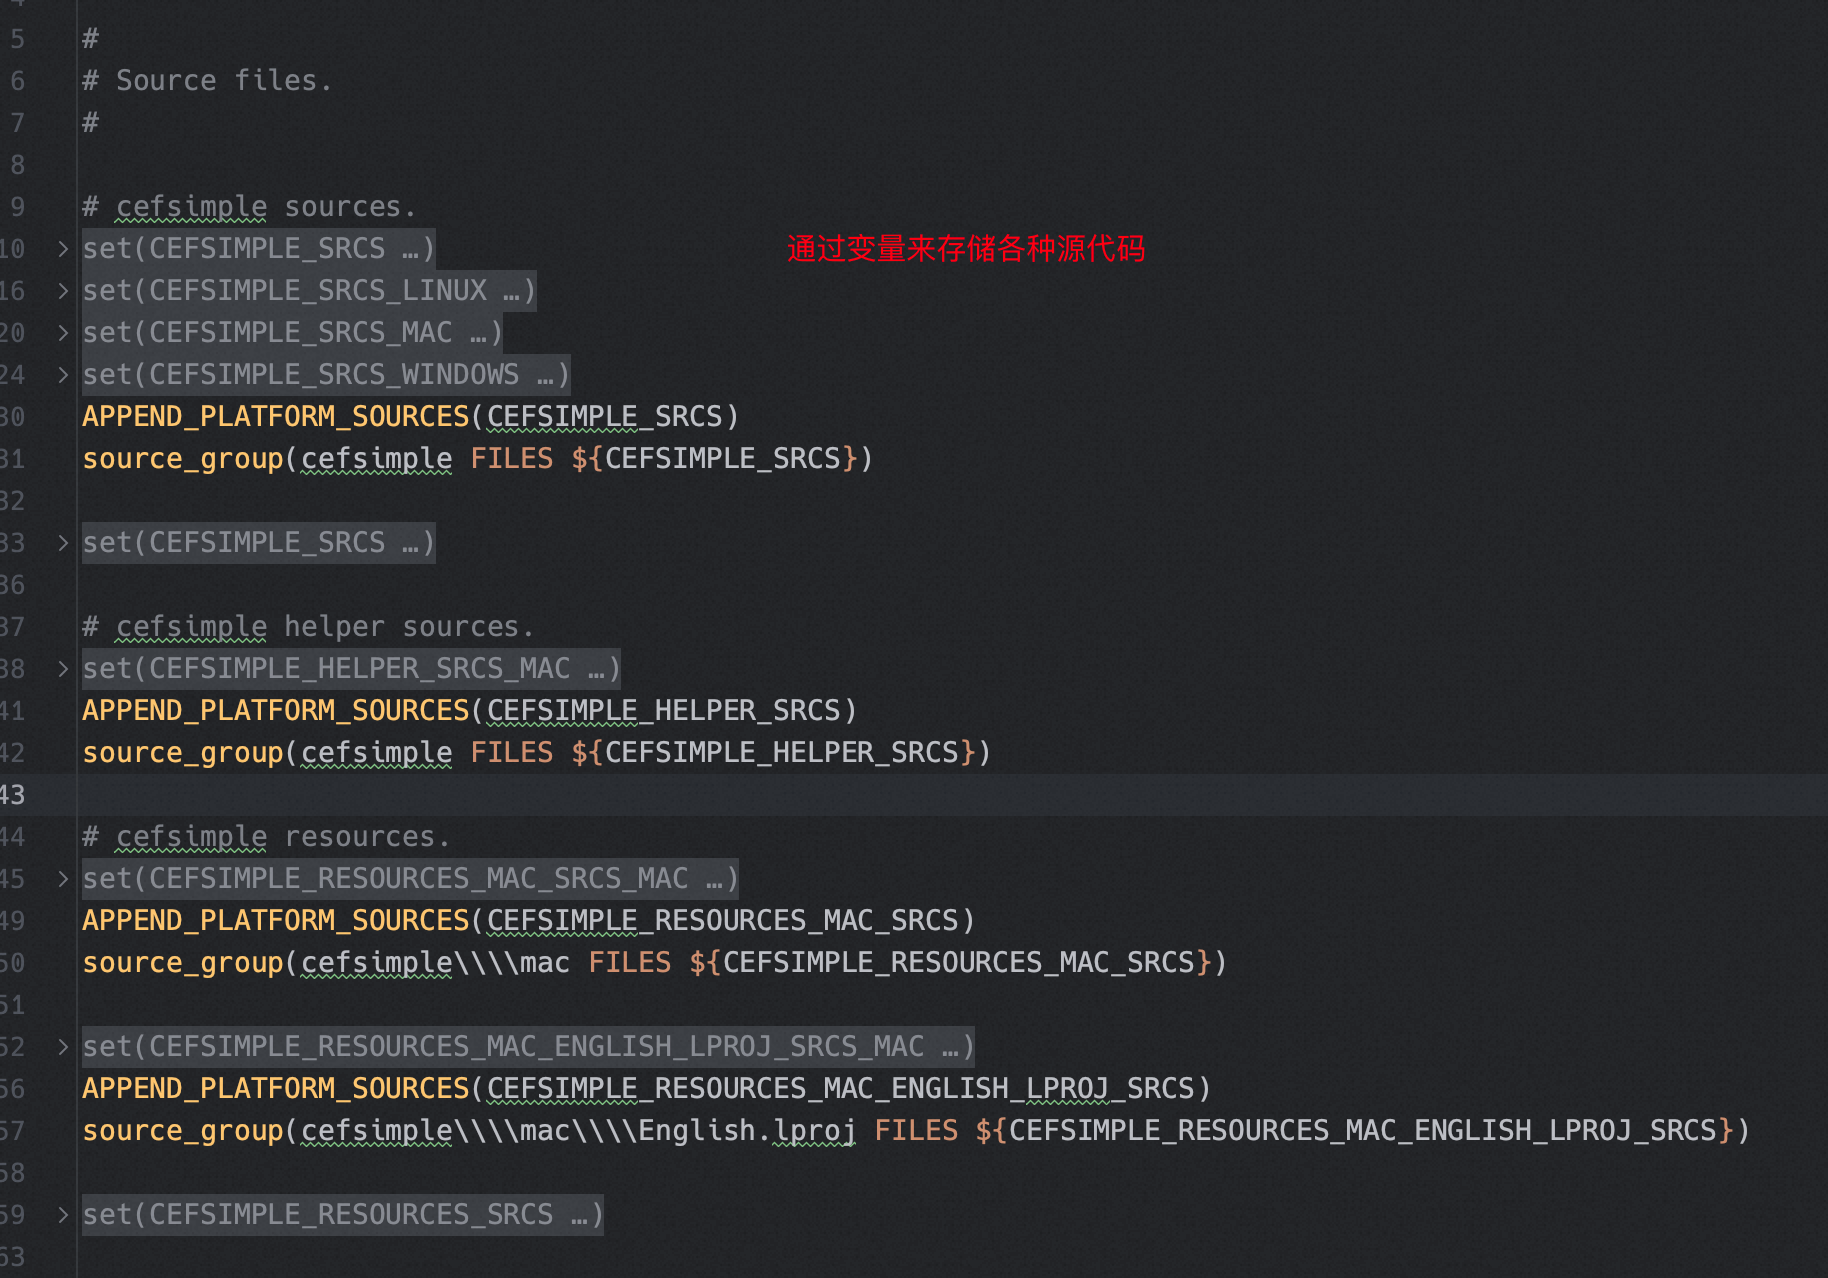 5 #
6 # Source files.
7 #
8
9 # cefsimple sources.
10 > set(CEFSIMPLE_SRCS …) 通过变量来存储各种源代码
16 > set(CEFSIMPLE_SRCS_LINUX …)
20 > set(CEFSIMPLE_SRCS_MAC …)
24 > set(CEFSIMPLE_SRCS_WINDOWS …)
30 APPEND_PLATFORM_SOURCES(CEFSIMPLE_SRCS)
31 source_group(cefsimple FILES ${CEFSIMPLE_SRCS})
32
33 > set(CEFSIMPLE_SRCS …)
36
37 # cefsimple helper sources.
38 > set(CEFSIMPLE_HELPER_SRCS_MAC …)
41 APPEND_PLATFORM_SOURCES(CEFSIMPLE_HELPER_SRCS)
42 source_group(cefsimple FILES ${CEFSIMPLE_HELPER_SRCS})
43
44 # cefsimple resources.
45 > set(CEFSIMPLE_RESOURCES_MAC_SRCS_MAC …)
49 APPEND_PLATFORM_SOURCES(CEFSIMPLE_RESOURCES_MAC_SRCS)
50 source_group(cefsimple\\\\mac FILES ${CEFSIMPLE_RESOURCES_MAC_SRCS})
51
52 > set(CEFSIMPLE_RESOURCES_MAC_ENGLISH_LPROJ_SRCS_MAC …)
56 APPEND_PLATFORM_SOURCES(CEFSIMPLE_RESOURCES_MAC_ENGLISH_LPROJ_SRCS)
57 source_group(cefsimple\\\\mac\\\\English.lproj FILES ${CEFSIMPLE_RESOURCES_MAC_ENGLISH_LPROJ_SRCS})
58
59 > set(CEFSIMPLE_RESOURCES_SRCS …)
63